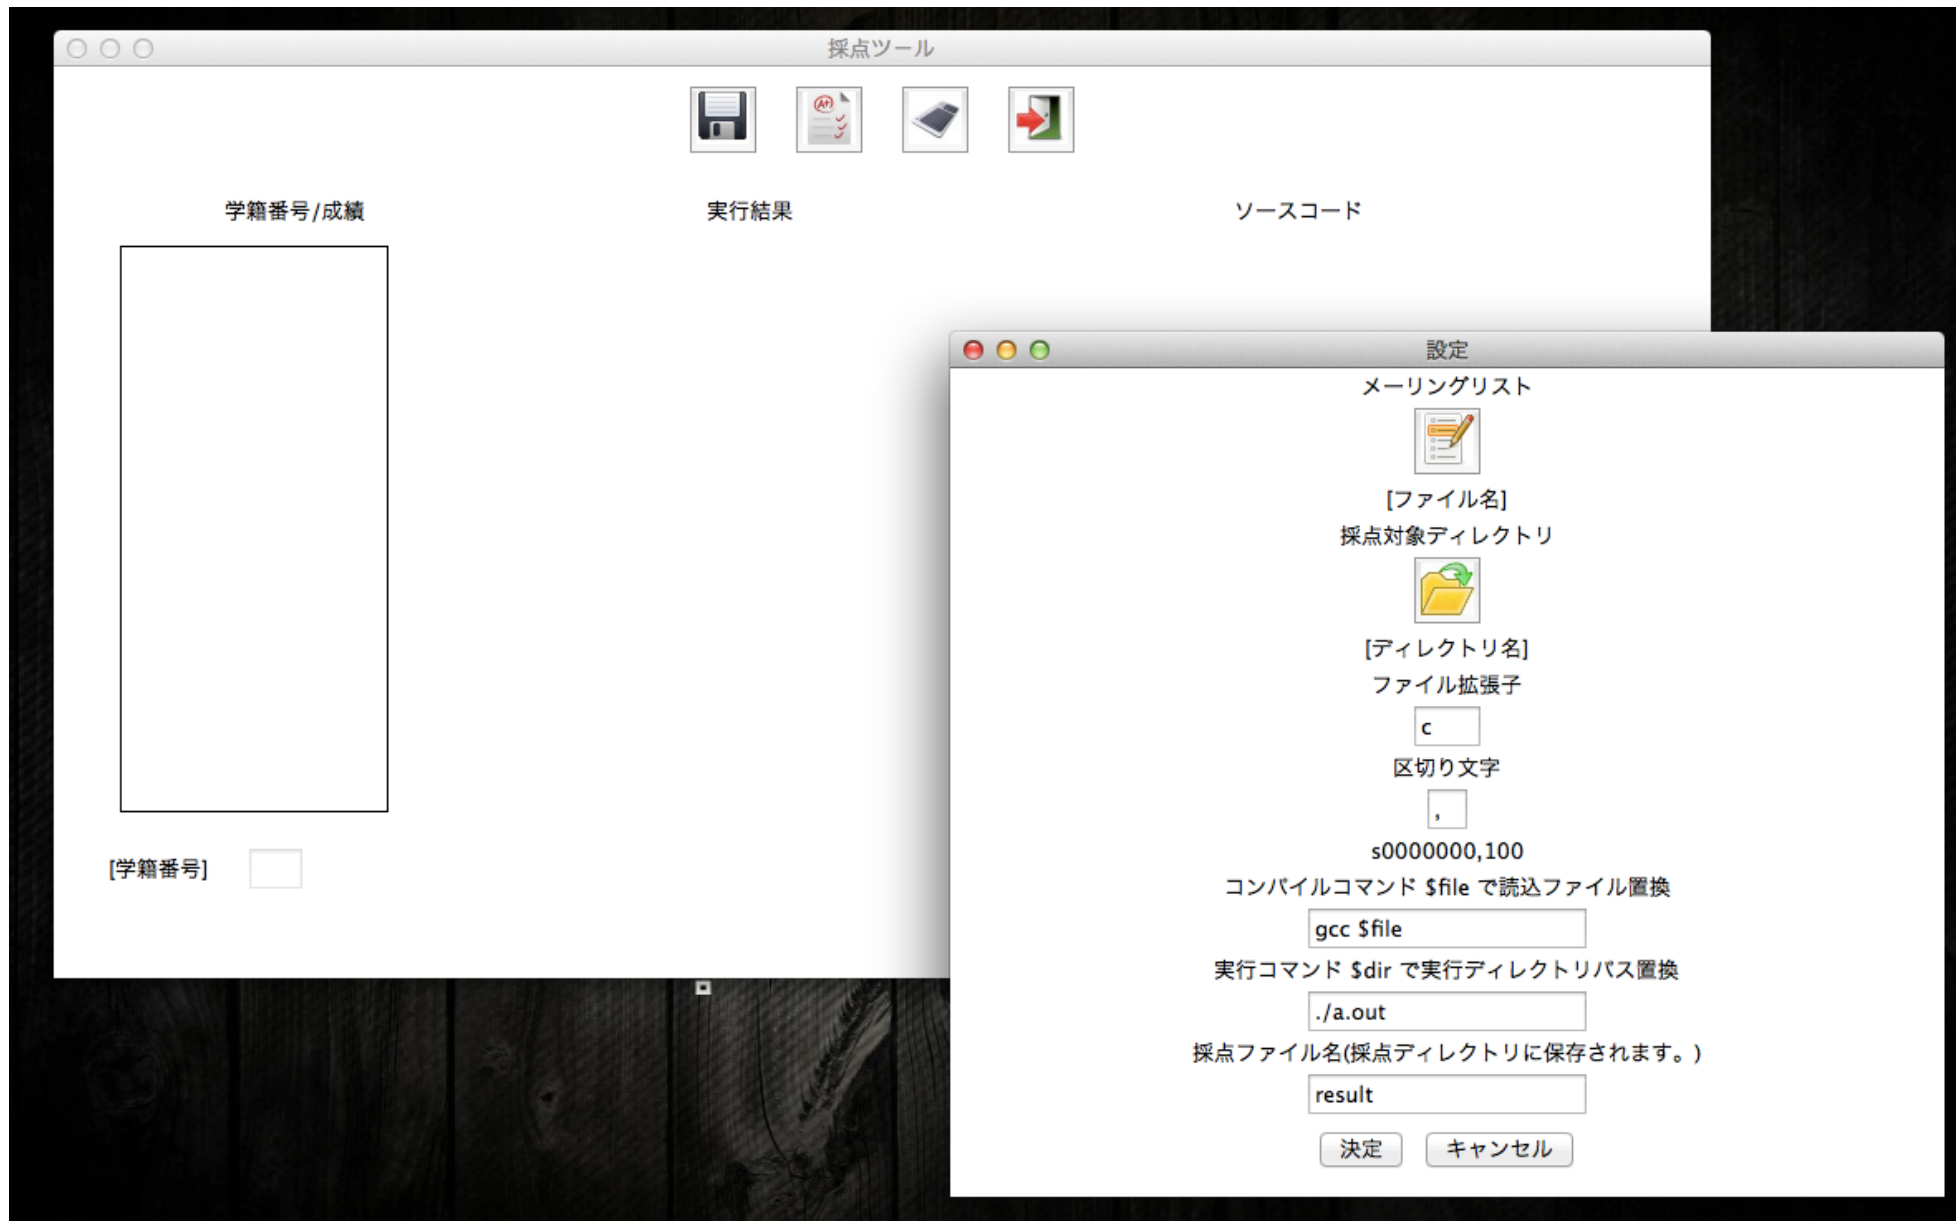 採点ツール
A+
学籍番号/成績
実行結果
ソースコード
[学籍番号]
設定
メーリングリスト
[ファイル名]
採点対象ディレクトリ
[ディレクトリ名]
ファイル拡張子
c
区切り文字
,
s0000000,100
コンパイルコマンド $file で読込ファイル置換
gcc $file
実行コマンド $dir で実行ディレクトリパス置換
./a.out
採点ファイル名(採点ディレクトリに保存されます。)
result
決定 キャンセル